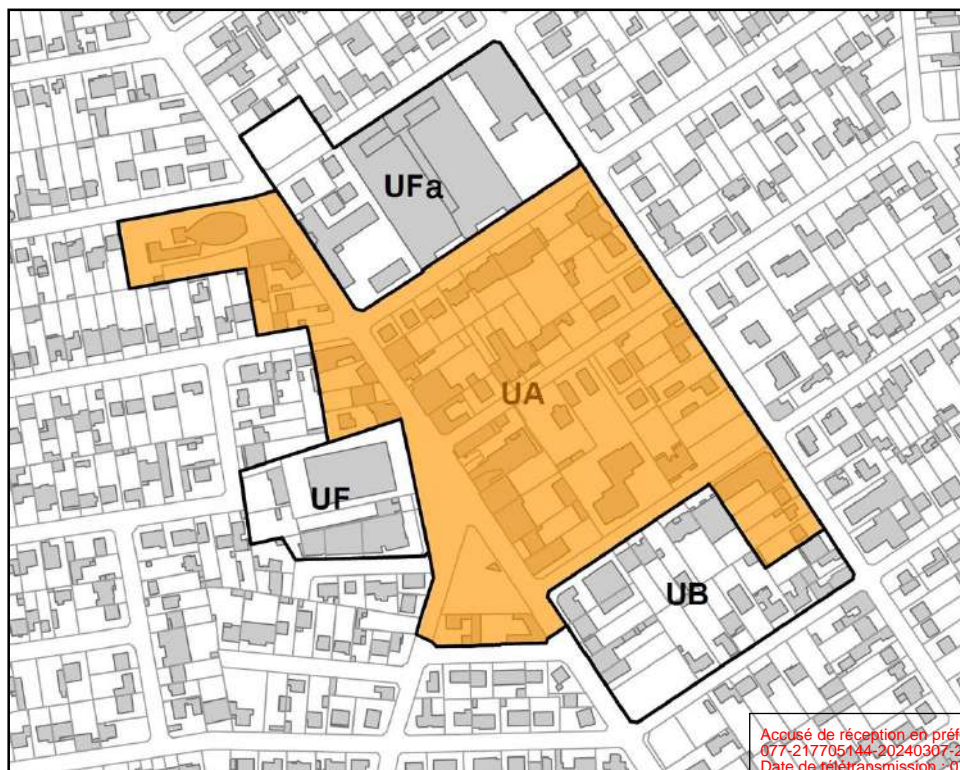 UFa
UA
UF
UB
Accusé de réception en préf
077-217705144-20240307-2
Date de télétransmission : 0